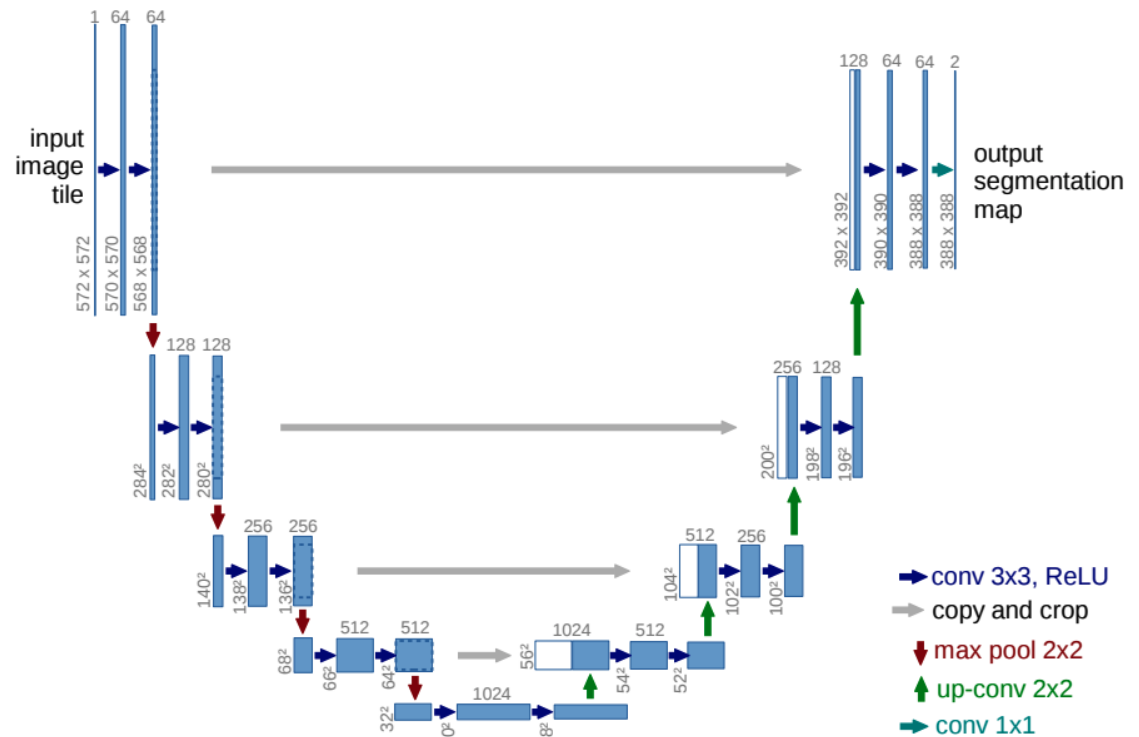 1 64 64
input
image
tile
572 x 572
570 x 570
568 x 568
128 64 64 2
output
segmentation
map
392 x 392
390 x 390
388 x 388
388 x 388
128 128
284²
282²
280²
256 128
200²
198²
196²
256 256
140²
138²
136²
512 256
104²
102²
100²
512 512
68²
66²
64²
1024 512
56²
54²
52²
1024
32²
0²
8²
conv 3x3, ReLU
copy and crop
max pool 2x2
up-conv 2x2
conv 1x1